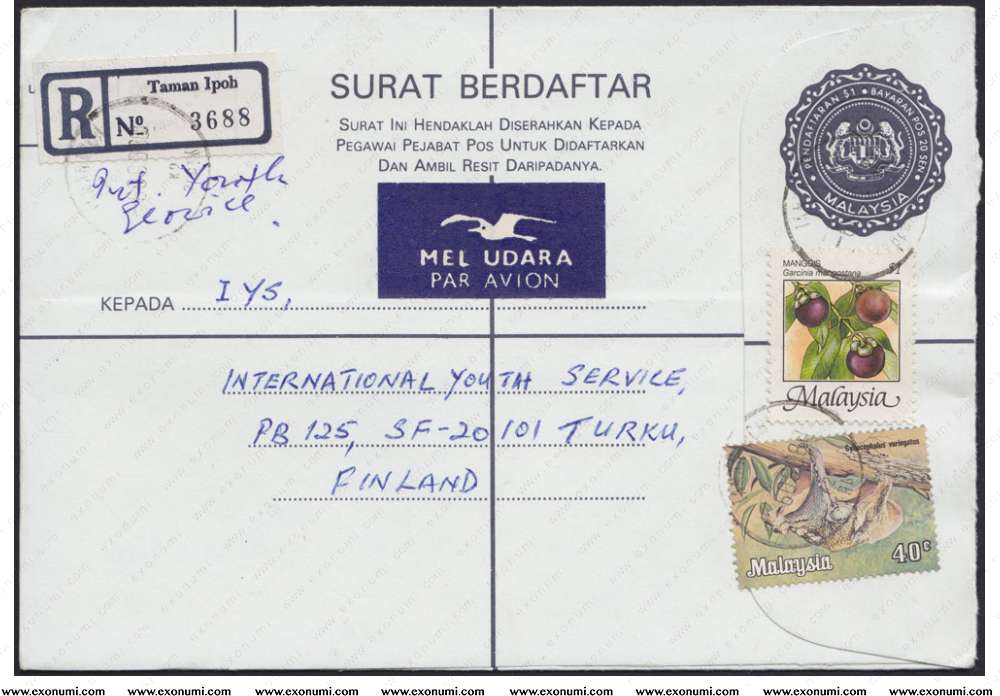 Taman Ipoh
R
Nº 3688
SURAT BERDAFTAR
SURAT INI HENDAKLAH DISERAHKAN KEPADA
PEGAWAI PEJABAT POS UNTUK DIDAFTARKAN
DAN AMBIL RESIT DARIPADANYA.
PENDAFTARAN $1 • BAYARAN POS 20 SEN
MALAYSIA
Int. Youth
Service.
MEL UDARA
PAR AVION
KEPADA IYS,
MANGGIS $1
Garcinia mangostana
Malaysia
INTERNATIONAL YOUTH SERVICE,
PB 125, SF-20101 TURKU,
FINLAND
Cynocephalus variegatus
Malaysia 40c
www.exonumi.com www.exonumi.com www.exonumi.com www.exonumi.com www.exonumi.com www.exonumi.com www.exonumi.com www.exonumi.com